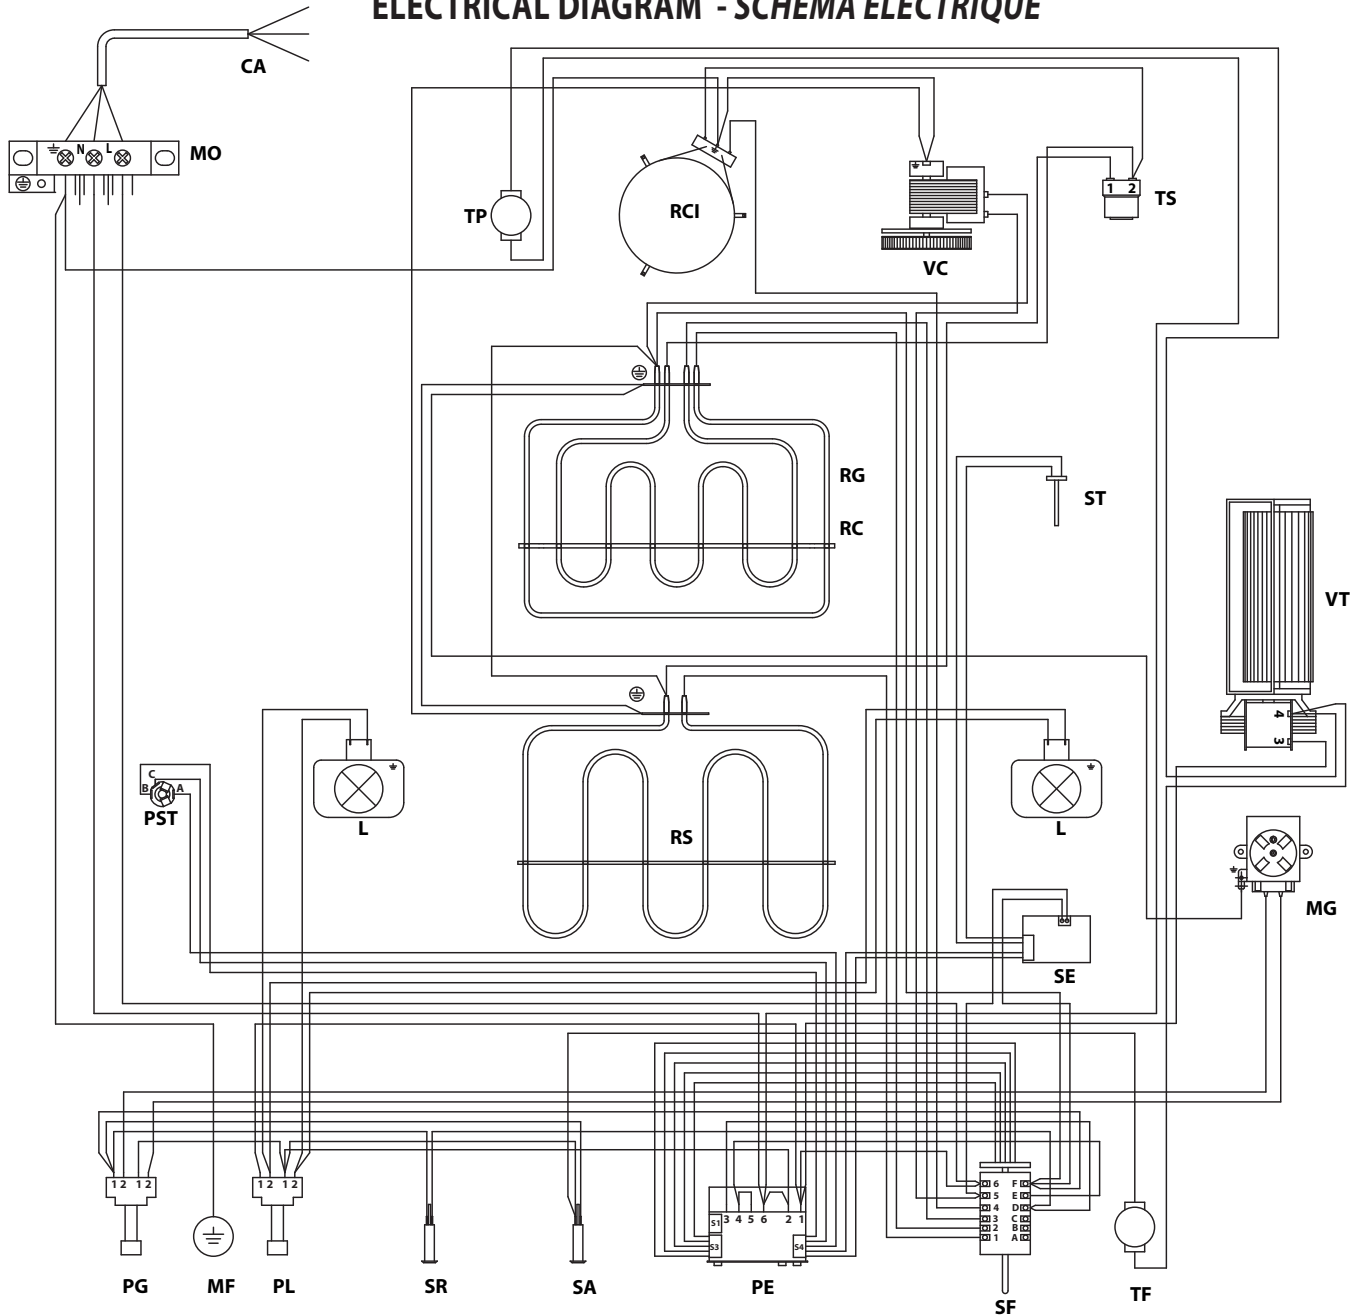 ELECTRICAL DIAGRAM - SCHEMA ELECTRIQUE
CA
N L
MO
TP
RCI
VC
1 2
TS
RG
RC
ST
VT
4
3
C
B A
PST
L
RS
L
MG
SE
1 2 1 2
PG
MF
1 2 1 2
PL
SR
SA
3 4 5 6 2 1
S1
S3 S4
PE
6 F
5 E
4 D
3 C
2 B
1 A
SF
TF